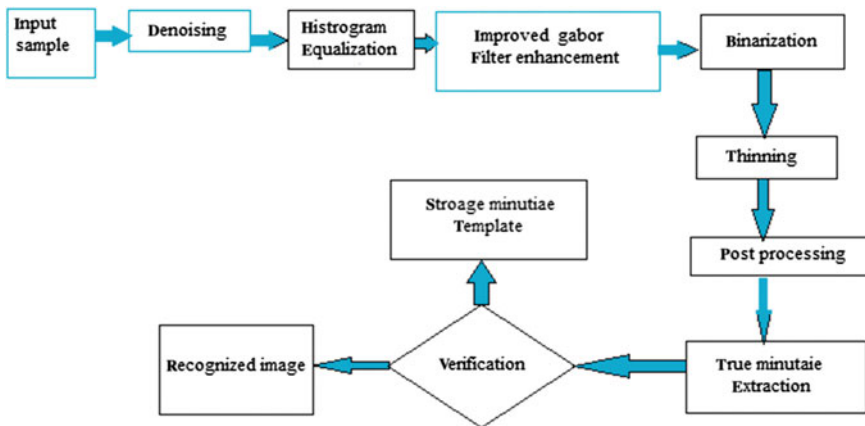 Input
sample
Denoising
Histrogram
Equalization
Improved gabor
Filter enhancement
Binarization
Thinning
Post processing
True minutaie
Extraction
Verification
Stroage minutiae
Template
Recognized image